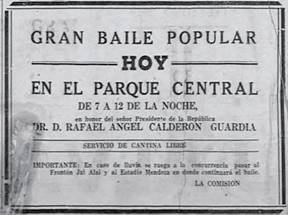 GRAN BAILE POPULAR
HOY
EN EL PARQUE CENTRAL
DE 7 A 12 DE LA NOCHE,
en honor del señor Presidente de la República
DR. D. RAFAEL ANGEL CALDERON GUARDIA
SERVICIO DE CANTINA LIBRE
IMPORTANTE: En caso de lluvia se ruega a la concurrencia pasar al
Frontón Jai Alai y al Estadio Mendoza en donde continuará el baile.
LA COMISION